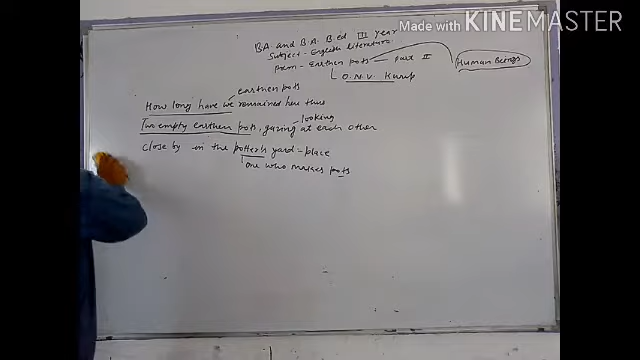 Made with KINEMASTER
B.A. and B.A. B.ed III year
Subject - English literature
Poem - Earthen pots - part II
Human Beings
O.N.V. Kurup
earthen pots
How long have we remained here thus
looking
Two empty earthen pots, gazing at each other
Close by in the potter's yard - place
one who makes pots